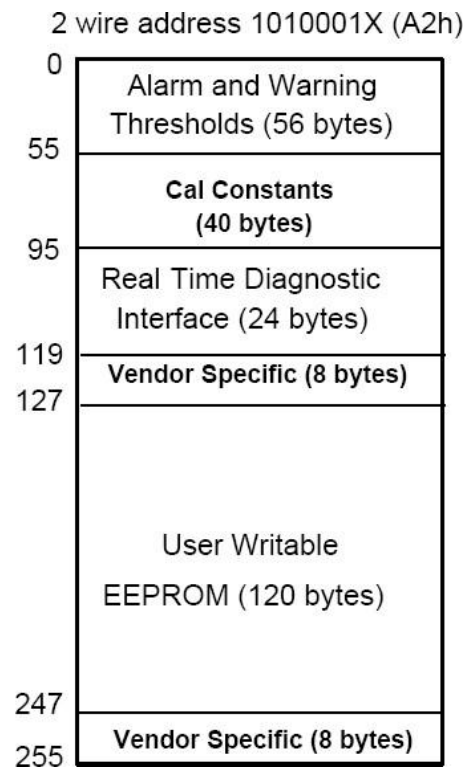 2 wire address 1010001X (A2h)
0
Alarm and Warning
Thresholds (56 bytes)
55
Cal Constants
(40 bytes)
95
Real Time Diagnostic
Interface (24 bytes)
119
Vendor Specific (8 bytes)
127
User Writable
EEPROM (120 bytes)
247
Vendor Specific (8 bytes)
255